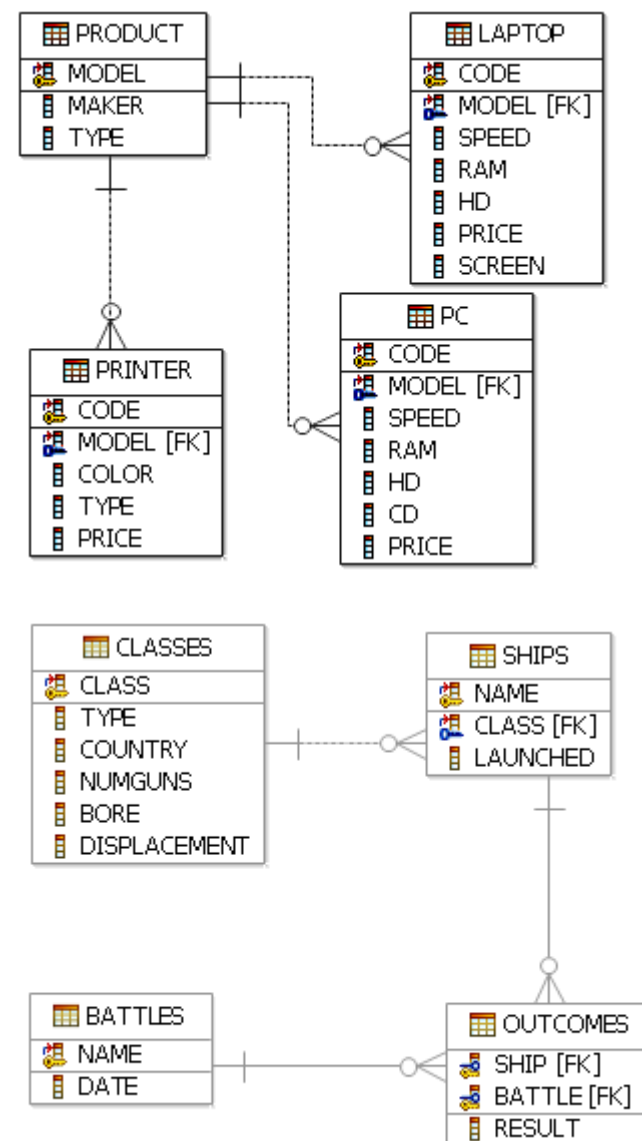 PRODUCT
MODEL
MAKER
TYPE
LAPTOP
CODE
MODEL [FK]
SPEED
RAM
HD
PRICE
SCREEN
PRINTER
CODE
MODEL [FK]
COLOR
TYPE
PRICE
PC
CODE
MODEL [FK]
SPEED
RAM
HD
CD
PRICE
CLASSES
CLASS
TYPE
COUNTRY
NUMGUNS
BORE
DISPLACEMENT
SHIPS
NAME
CLASS [FK]
LAUNCHED
BATTLES
NAME
DATE
OUTCOMES
SHIP [FK]
BATTLE [FK]
RESULT